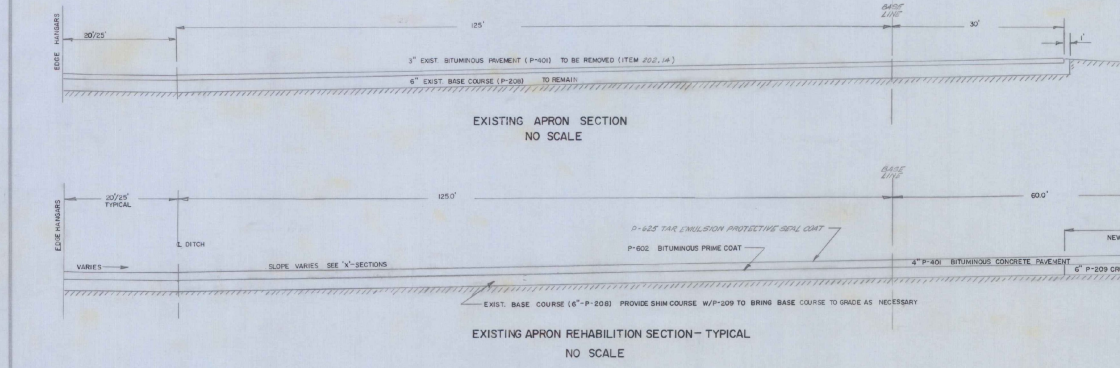 BASE
LINE
EDGE HANGARS
20'/25'
125'
30'
1'
3" EXIST. BITUMINOUS PAVEMENT (P-401) TO BE REMOVED (ITEM 202.1A)
6" EXIST. BASE COURSE (P-208) TO REMAIN
EXISTING APRON SECTION
NO SCALE
BASE
LINE
EDGE HANGARS
20'/25'
TYPICAL
125.0'
60.0'
℄ DITCH
P-625 TAR EMULSION PROTECTIVE SEAL COAT
NEW
P-602 BITUMINOUS PRIME COAT
VARIES
SLOPE VARIES SEE 'X'-SECTIONS
4" P-401 BITUMINOUS CONCRETE PAVEMENT
6" P-209 CR
EXIST. BASE COURSE (6"-P-208) PROVIDE SHIM COURSE W/P-209 TO BRING BASE COURSE TO GRADE AS NECESSARY
EXISTING APRON REHABILITION SECTION - TYPICAL
NO SCALE